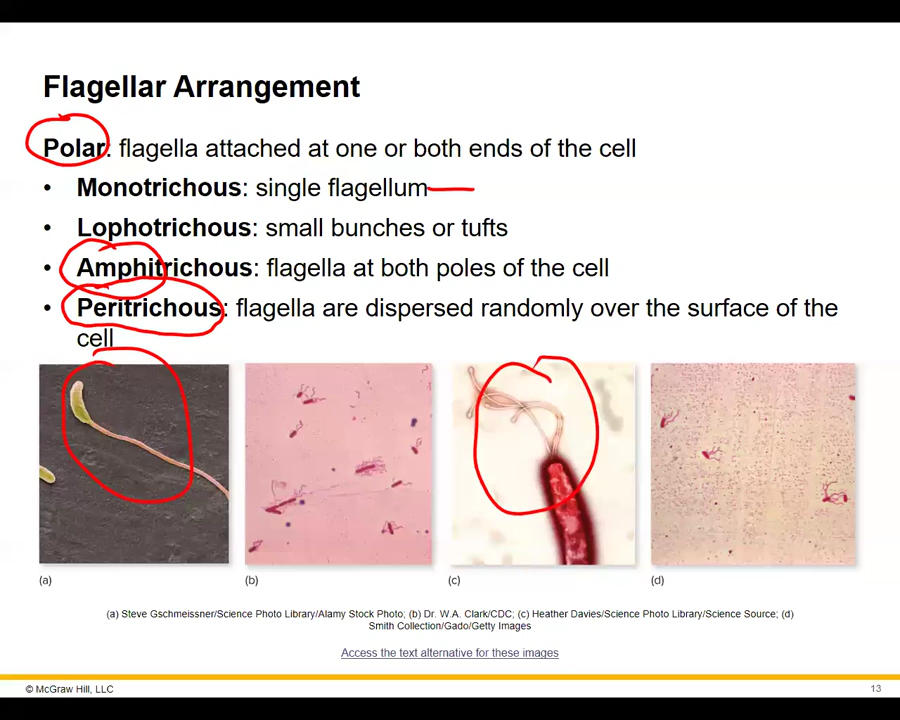 Flagellar Arrangement
Polar: flagella attached at one or both ends of the cell
• Monotrichous: single flagellum
• Lophotrichous: small bunches or tufts
• Amphitrichous: flagella at both poles of the cell
• Peritrichous: flagella are dispersed randomly over the surface of the
cell
(a) (b) (c) (d)
(a) Steve Gschmeissner/Science Photo Library/Alamy Stock Photo; (b) Dr. W.A. Clark/CDC; (c) Heather Davies/Science Photo Library/Science Source; (d)
Smith Collection/Gado/Getty Images
Access the text alternative for these images
© McGraw Hill, LLC 13